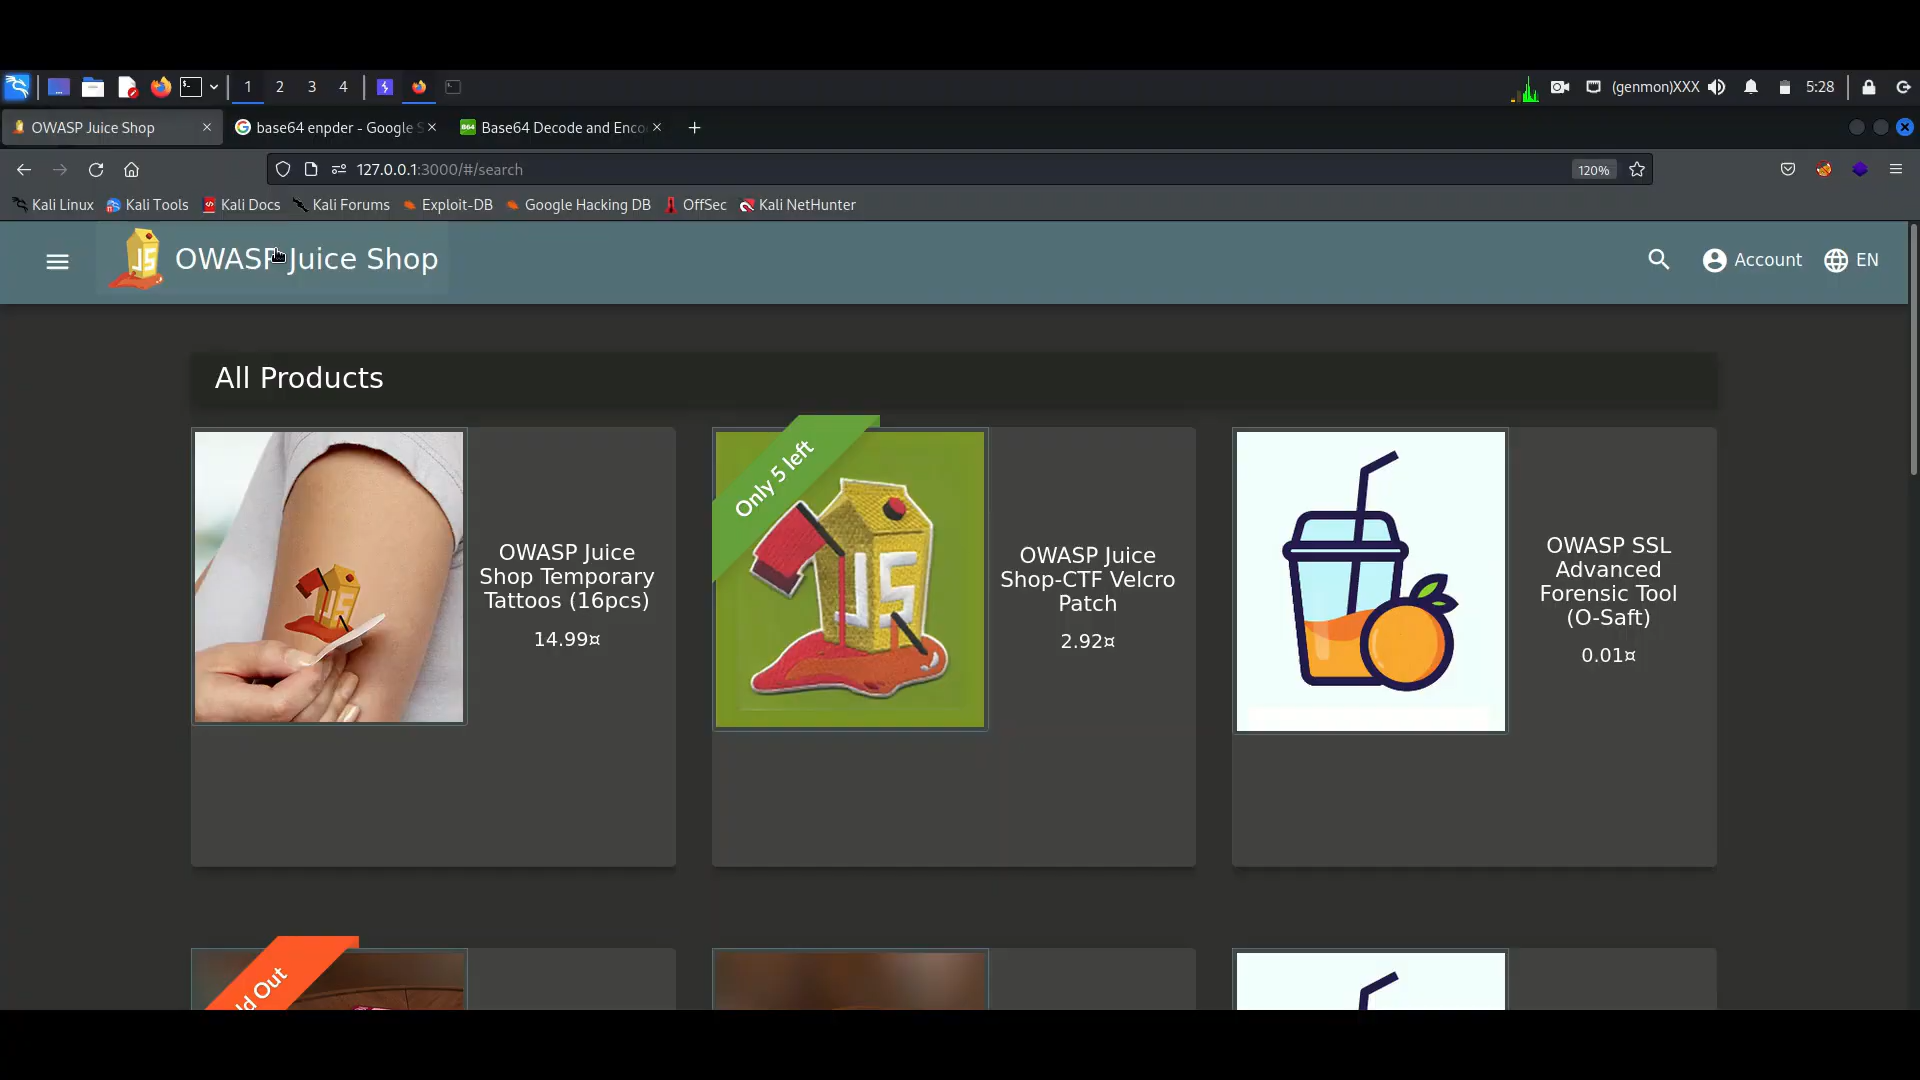 1 2 3 4 (genmon)XXX 5:28
OWASP Juice Shop base64 enpder - Google Base64 Decode and Enco
127.0.0.1:3000/#/search 120%
Kali Linux Kali Tools Kali Docs Kali Forums Exploit-DB Google Hacking DB OffSec Kali NetHunter
OWASP Juice Shop Account EN
All Products
Only 5 left
OWASP Juice
Shop Temporary
Tattoos (16pcs)
14.99¤
JS
OWASP Juice
Shop-CTF Velcro
Patch
2.92¤
OWASP SSL
Advanced
Forensic Tool
(O-Saft)
0.01¤
ld Out